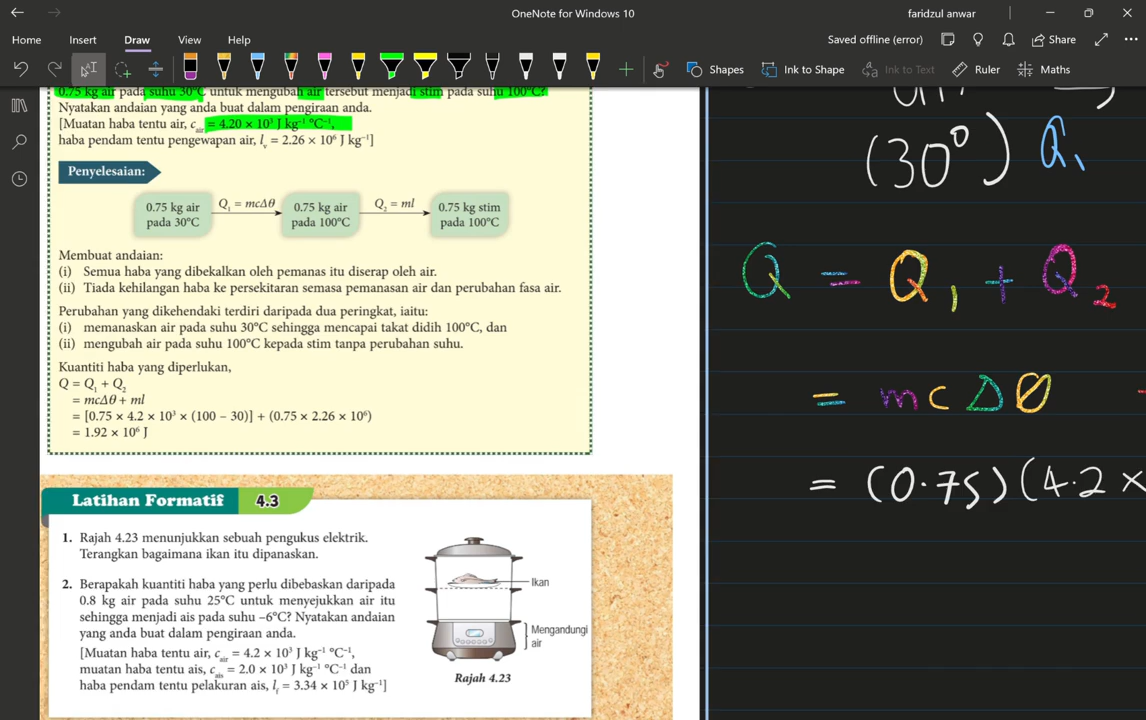 OneNote for Windows 10
faridzul anwar
Home Insert Draw View Help
Saved offline (error)
Share
Shapes
Ink to Shape
Ink to Text
Ruler
Maths
0.75 kg air pada suhu 30°C untuk mengubah air tersebut menjadi stim pada suhu 100°C?
Nyatakan andaian yang anda buat dalam pengiraan anda.
[Muatan haba tentu air, c_air = 4.20 × 10³ J kg⁻¹ °C⁻¹,
haba pendam tentu pengewapan air, l_v = 2.26 × 10⁶ J kg⁻¹]
Penyelesaian:
0.75 kg air pada 30°C
Q₁ = mcΔθ
0.75 kg air pada 100°C
Q₂ = ml
0.75 kg stim pada 100°C
Membuat andaian:
(i) Semua haba yang dibekalkan oleh pemanas itu diserap oleh air.
(ii) Tiada kehilangan haba ke persekitaran semasa pemanasan air dan perubahan fasa air.
Perubahan yang dikehendaki terdiri daripada dua peringkat, iaitu:
(i) memanaskan air pada suhu 30°C sehingga mencapai takat didih 100°C, dan
(ii) mengubah air pada suhu 100°C kepada stim tanpa perubahan suhu.
Kuantiti haba yang diperlukan,
Q = Q₁ + Q₂
= mcΔθ + ml
= [0.75 × 4.2 × 10³ × (100 – 30)] + (0.75 × 2.26 × 10⁶)
= 1.92 × 10⁶ J
Latihan Formatif 4.3
1. Rajah 4.23 menunjukkan sebuah pengukus elektrik.
Terangkan bagaimana ikan itu dipanaskan.
2. Berapakah kuantiti haba yang perlu dibebaskan daripada
0.8 kg air pada suhu 25°C untuk menyejukkan air itu
sehingga menjadi ais pada suhu –6°C? Nyatakan andaian
yang anda buat dalam pengiraan anda.
[Muatan haba tentu air, c_air = 4.2 × 10³ J kg⁻¹ °C⁻¹,
muatan haba tentu ais, c_ais = 2.0 × 10³ J kg⁻¹ °C⁻¹ dan
haba pendam tentu pelakuran ais, l_f = 3.34 × 10⁵ J kg⁻¹]
Ikan
Mengandungi
air
Rajah 4.23
(30°) Q₁
Q = Q₁ + Q₂
= mcΔθ
= (0.75)(4.2 ×